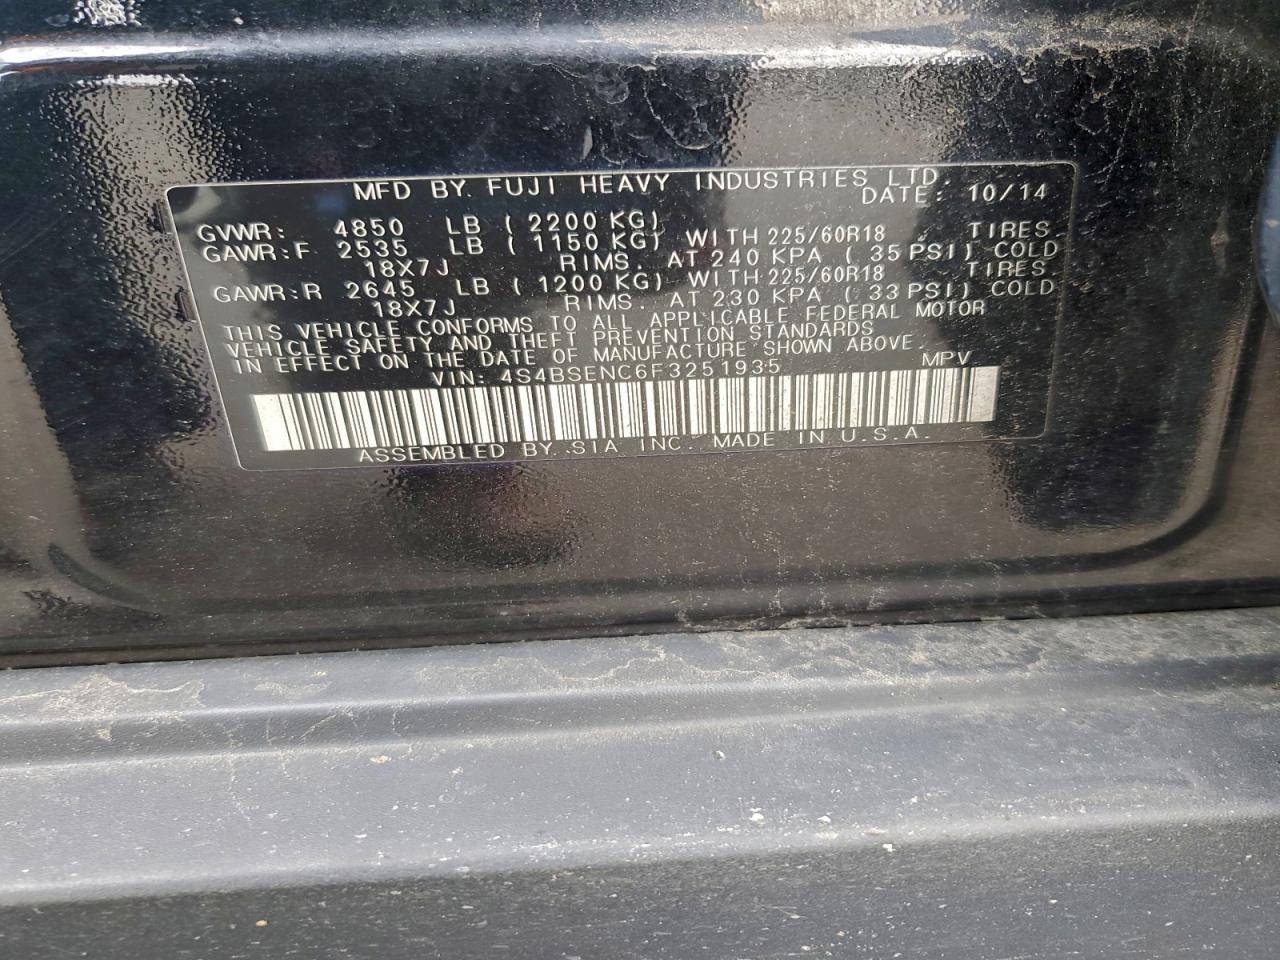 MFD BY. FUJI HEAVY INDUSTRIES LTD.
DATE: 10/14
GVWR: 4850 LB (2200 KG)
GAWR:F 2535 LB (1150 KG) WITH 225/60R18 TIRES.
18X7J RIMS. AT 240 KPA (35 PSI) COLD
GAWR:R 2645 LB (1200 KG) WITH 225/60R18 TIRES.
18X7J RIMS. AT 230 KPA (33 PSI) COLD
THIS VEHICLE CONFORMS TO ALL APPLICABLE FEDERAL MOTOR
VEHICLE SAFETY AND THEFT PREVENTION STANDARDS
IN EFFECT ON THE DATE OF MANUFACTURE SHOWN ABOVE.
VIN: 4S4BSENC6F3251935 MPV
ASSEMBLED BY SIA INC. MADE IN U.S.A.